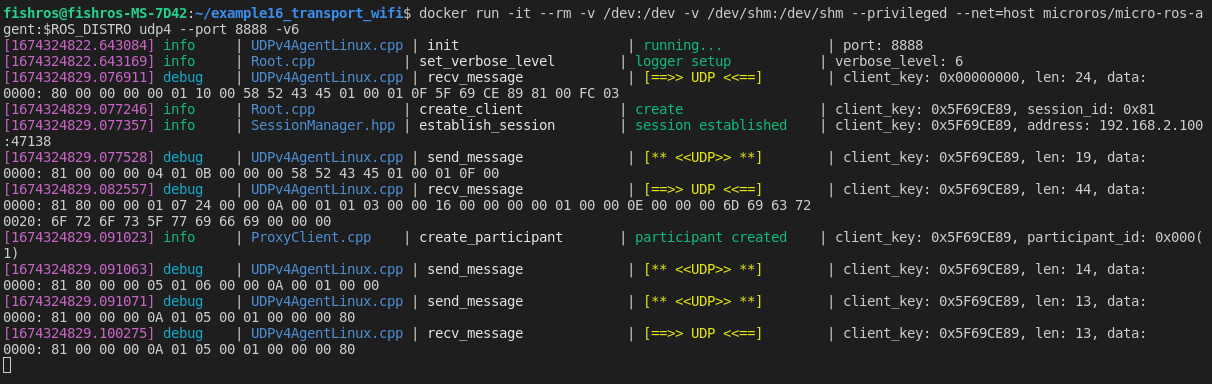 fishros@fishros-MS-7D42:~/example16_transport_wifi$ docker run -it --rm -v /dev:/dev -v /dev/shm:/dev/shm --privileged --net=host microros/micro-ros-a
gent:$ROS_DISTRO udp4 --port 8888 -v6
[1674324822.643084] info | UDPv4AgentLinux.cpp | init | running... | port: 8888
[1674324822.643169] info | Root.cpp | set_verbose_level | logger setup | verbose_level: 6
[1674324829.076911] debug | UDPv4AgentLinux.cpp | recv_message | [==>> UDP <<==] | client_key: 0x00000000, len: 24, data:
0000: 80 00 00 00 00 01 10 00 58 52 43 45 01 00 01 0F 5F 69 CE 89 81 00 FC 03
[1674324829.077246] info | Root.cpp | create_client | create | client_key: 0x5F69CE89, session_id: 0x81
[1674324829.077357] info | SessionManager.hpp | establish_session | session established | client_key: 0x5F69CE89, address: 192.168.2.100
:47138
[1674324829.077528] debug | UDPv4AgentLinux.cpp | send_message | [** <<UDP>> **] | client_key: 0x5F69CE89, len: 19, data:
0000: 81 00 00 00 04 01 0B 00 00 00 58 52 43 45 01 00 01 0F 00
[1674324829.082557] debug | UDPv4AgentLinux.cpp | recv_message | [==>> UDP <<==] | client_key: 0x5F69CE89, len: 44, data:
0000: 81 80 00 00 01 07 24 00 00 0A 00 01 01 03 00 00 16 00 00 00 00 01 00 00 0E 00 00 00 6D 69 63 72
0020: 6F 72 6F 73 5F 77 69 66 69 00 00 00
[1674324829.091023] info | ProxyClient.cpp | create_participant | participant created | client_key: 0x5F69CE89, participant_id: 0x000(
1)
[1674324829.091063] debug | UDPv4AgentLinux.cpp | send_message | [** <<UDP>> **] | client_key: 0x5F69CE89, len: 14, data:
0000: 81 80 00 00 05 01 06 00 00 0A 00 01 00 00
[1674324829.091071] debug | UDPv4AgentLinux.cpp | send_message | [** <<UDP>> **] | client_key: 0x5F69CE89, len: 13, data:
0000: 81 00 00 00 0A 01 05 00 01 00 00 00 80
[1674324829.100275] debug | UDPv4AgentLinux.cpp | recv_message | [==>> UDP <<==] | client_key: 0x5F69CE89, len: 13, data:
0000: 81 00 00 00 0A 01 05 00 01 00 00 00 80